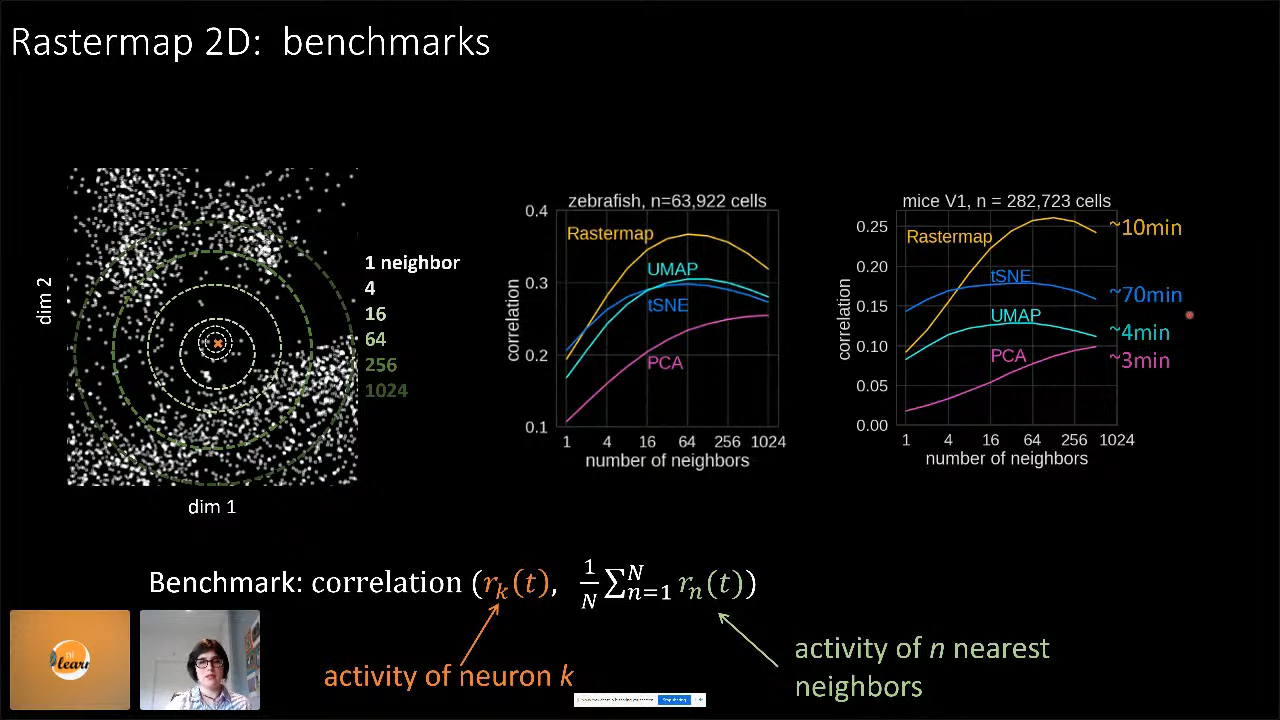 Rastermap 2D: benchmarks
dim 2
dim 1
1 neighbor
4
16
64
256
1024
zebrafish, n=63,922 cells
correlation
0.4
0.3
0.2
0.1
Rastermap
UMAP
tSNE
PCA
1 4 16 64 256 1024
number of neighbors
mice V1, n = 282,723 cells
correlation
0.25
0.20
0.15
0.10
0.05
0.00
Rastermap
tSNE
UMAP
PCA
~10min
~70min
~4min
~3min
1 4 16 64 256 1024
number of neighbors
Benchmark: correlation (r_k(t), 1/N ∑_{n=1}^{N} r_n(t))
activity of neuron k
activity of n nearest
neighbors
learn
Stop sharing